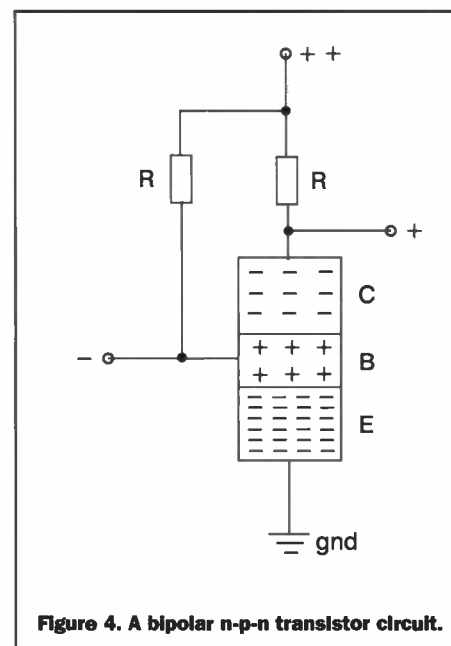 + +
R
R
+
− − −
− − −
− − −
C
+ + +
−
+ + +
B
− − − −
− − − −
− − − −
− − − −
− − − −
− − − −
E
gnd
Figure 4. A bipolar n-p-n transistor circuit.